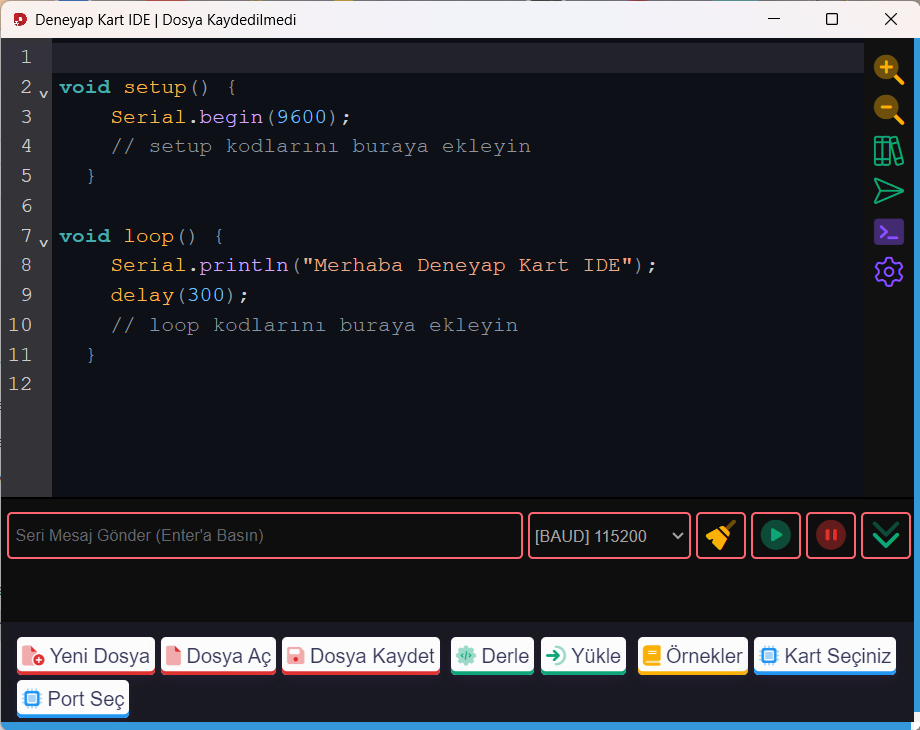 Deneyap Kart IDE | Dosya Kaydedilmedi
1
2 void setup() {
3 Serial.begin(9600);
4 // setup kodlarını buraya ekleyin
5 }
6
7 void loop() {
8 Serial.println("Merhaba Deneyap Kart IDE");
9 delay(300);
10 // loop kodlarını buraya ekleyin
11 }
12
Seri Mesaj Gönder (Enter'a Basın) [BAUD] 115200
Yeni Dosya Dosya Aç Dosya Kaydet Derle Yükle Örnekler Kart Seçiniz
Port Seç